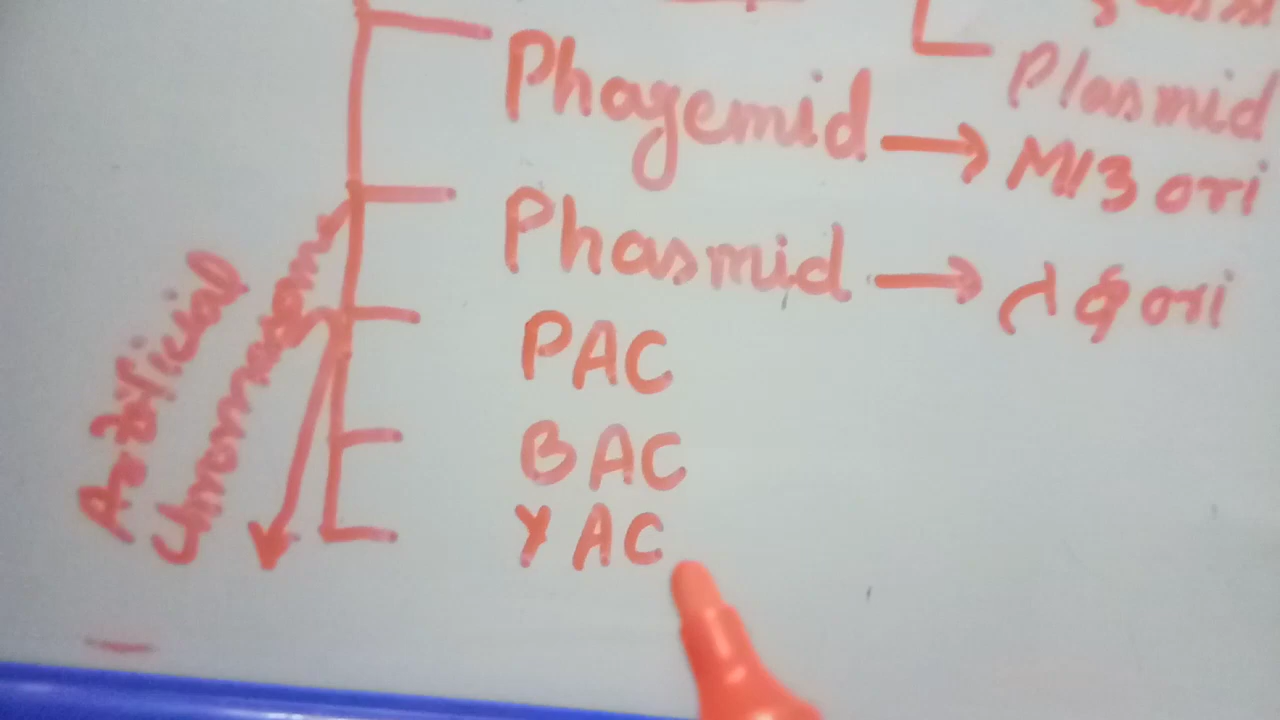 Plasmid
Phagemid → M13 ori
Phasmid → λ φ ori
PAC
BAC
YAC
Artificial
Chromosome